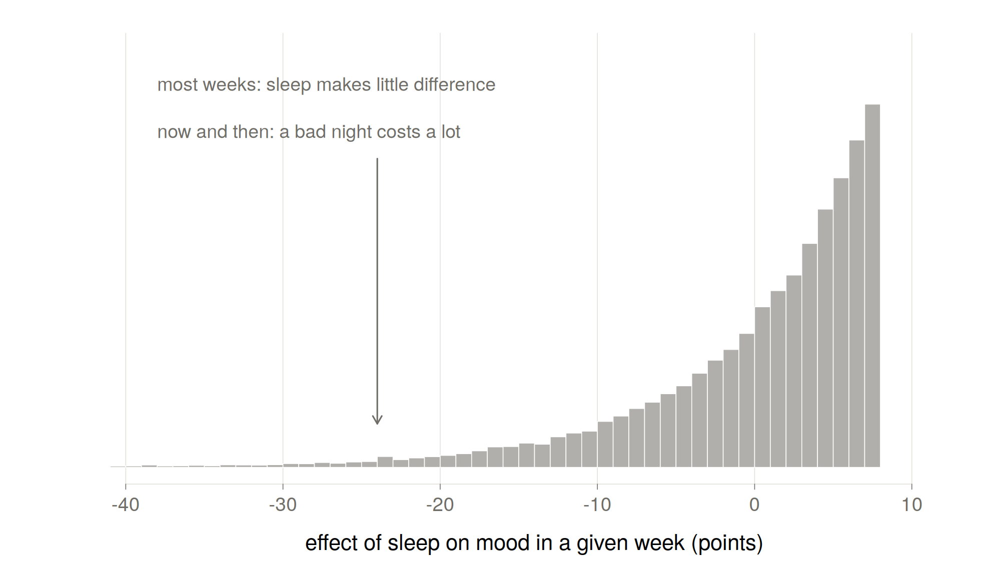 most weeks: sleep makes little difference
now and then: a bad night costs a lot
-40 -30 -20 -10 0 10
effect of sleep on mood in a given week (points)